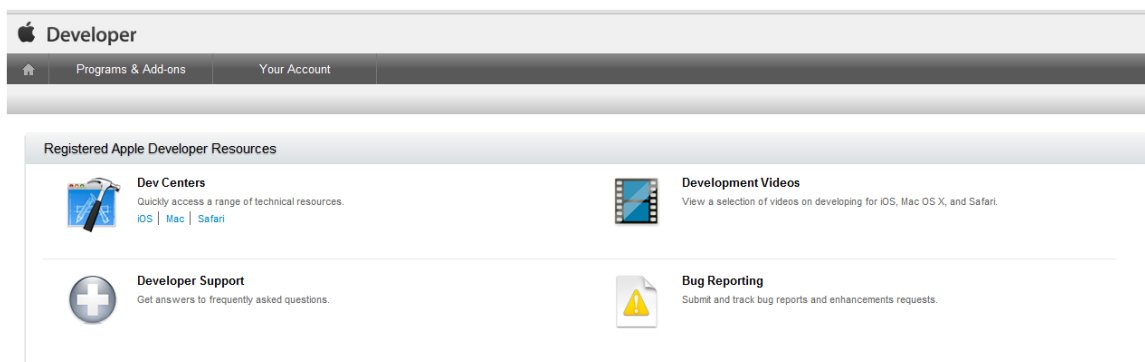 Developer
Programs & Add-ons
Your Account
Registered Apple Developer Resources
Dev Centers
Quickly access a range of technical resources.
iOS | Mac | Safari
Development Videos
View a selection of videos on developing for iOS, Mac OS X, and Safari.
Developer Support
Get answers to frequently asked questions.
Bug Reporting
Submit and track bug reports and enhancements requests.